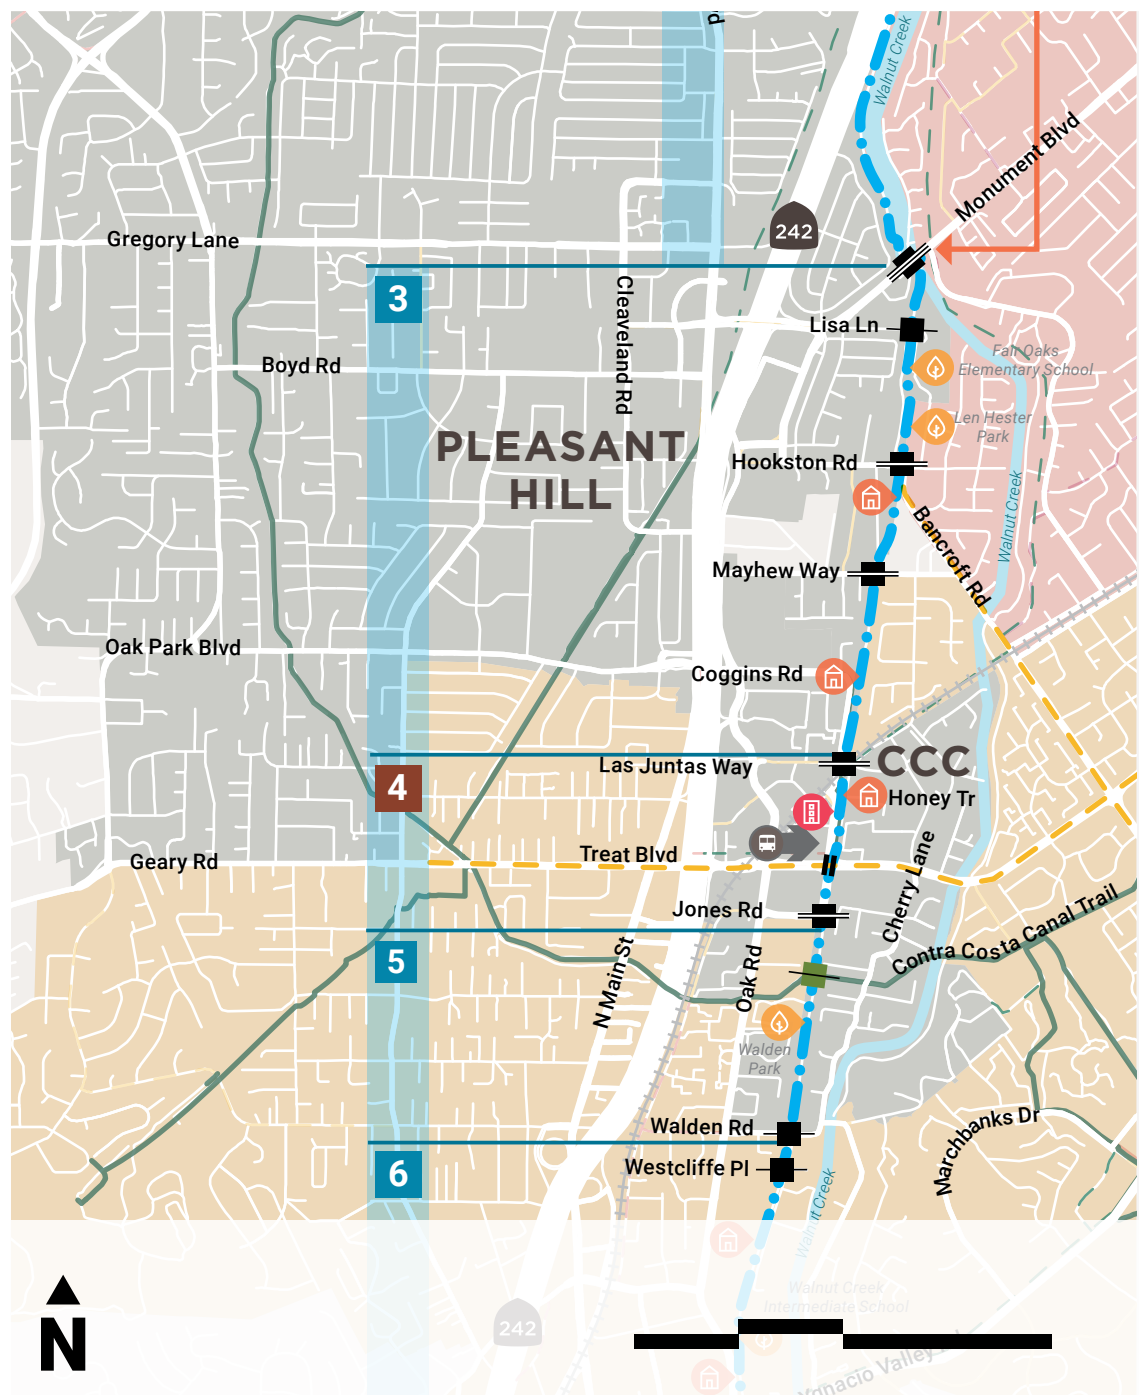 Walnut Creek
Monument Blvd
242
Gregory Lane
3
Cleaveland Rd
Lisa Ln
Fair Oaks
Elementary School
Boyd Rd
Len Hester
Park
PLEASANT
HILL
Hookston Rd
Walnut Creek
Bancroft Rd
Mayhew Way
Oak Park Blvd
Coggins Rd
Las Juntas Way
CCC
4
Honey Tr
Treat Blvd
Geary Rd
Cherry Lane
Jones Rd
Contra Costa Canal Trail
5
N Main St
Oak Rd
Walden
Park
Walden Rd
Marchbanks Dr
6
Westcliffe Pl
Walnut Creek
Walnut Creek
Intermediate School
242
N
Ygnacio Valley